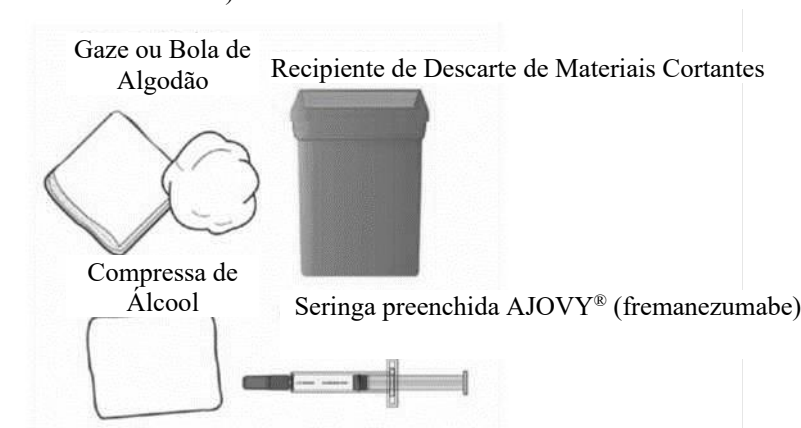 Gaze ou Bola de
Algodão
Recipiente de Descarte de Materiais Cortantes
Compressa de
Álcool
Seringa preenchida AJOVY® (fremanezumabe)